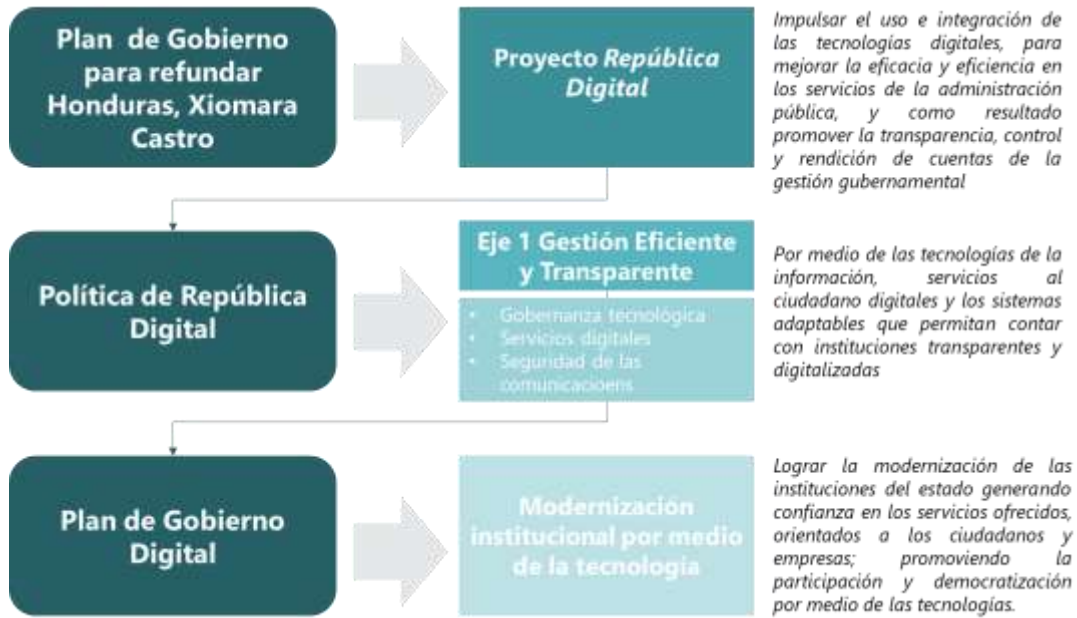 Plan de Gobierno
para refundar
Honduras, Xiomara
Castro
Proyecto República
Digital
Impulsar el uso e integración de
las tecnologías digitales, para
mejorar la eficacia y eficiencia en
los servicios de la administración
pública, y como resultado
promover la transparencia, control
y rendición de cuentas de la
gestión gubernamental
Política de República
Digital
Eje 1 Gestión Eficiente
y Transparente
• Gobernanza tecnológica
• Servicios digitales
• Seguridad de las
comunicacioens
Por medio de las tecnologías de la
información, servicios al
ciudadano digitales y los sistemas
adaptables que permitan contar
con instituciones transparentes y
digitalizadas
Plan de Gobierno
Digital
Modernización
institucional por medio
de la tecnología
Lograr la modernización de las
instituciones del estado generando
confianza en los servicios ofrecidos,
orientados a los ciudadanos y
empresas; promoviendo la
participación y democratización
por medio de las tecnologías.